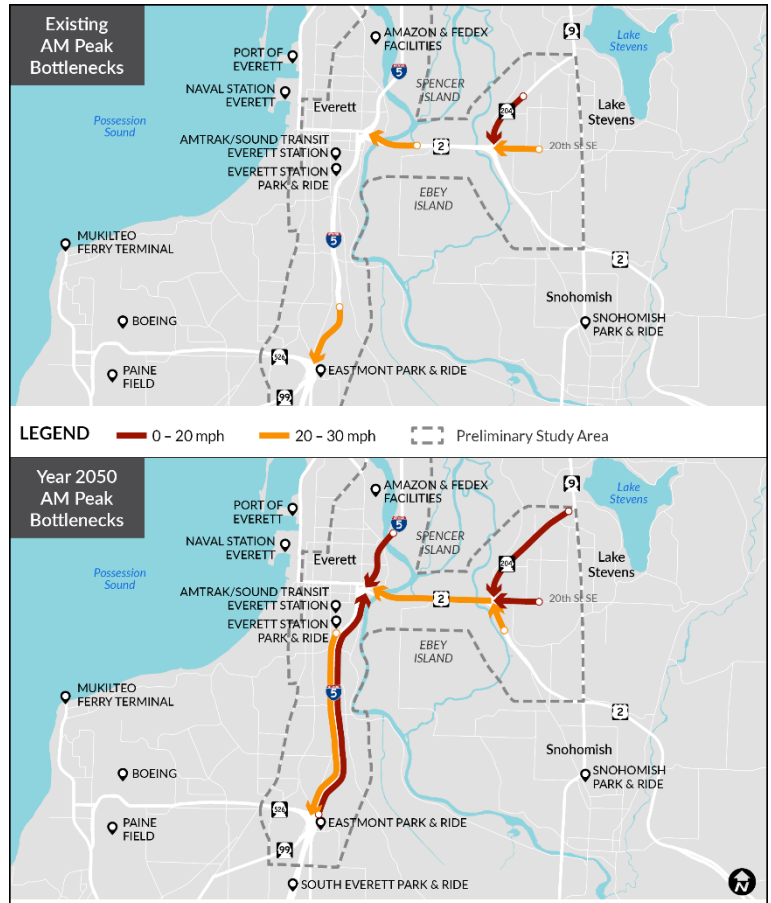 Existing
AM Peak
Bottlenecks
AMAZON & FEDEX
FACILITIES
9
Lake
Stevens
PORT OF
EVERETT
5
SPENCER
ISLAND
NAVAL STATION
EVERETT
Everett
204
Lake
Stevens
Possession
Sound
AMTRAK/SOUND TRANSIT
EVERETT STATION
2
20th St SE
EVERETT STATION
PARK & RIDE
EBEY
ISLAND
5
MUKILTEO
FERRY TERMINAL
2
Snohomish
BOEING
SNOHOMISH
PARK & RIDE
526
PAINE
FIELD
EASTMONT PARK & RIDE
99
LEGEND
0 – 20 mph
20 – 30 mph
Preliminary Study Area
Year 2050
AM Peak
Bottlenecks
AMAZON & FEDEX
FACILITIES
9
Lake
Stevens
PORT OF
EVERETT
5
SPENCER
ISLAND
NAVAL STATION
EVERETT
Everett
204
Lake
Stevens
Possession
Sound
AMTRAK/SOUND TRANSIT
EVERETT STATION
2
20th St SE
EVERETT STATION
PARK & RIDE
EBEY
ISLAND
5
MUKILTEO
FERRY TERMINAL
2
Snohomish
BOEING
SNOHOMISH
PARK & RIDE
526
PAINE
FIELD
EASTMONT PARK & RIDE
99
SOUTH EVERETT PARK & RIDE
N